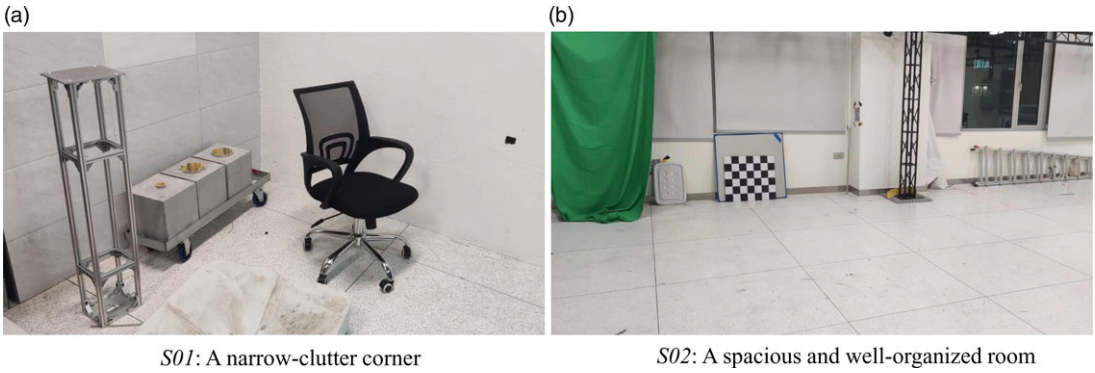 (a)
(b)
S01: A narrow-clutter corner
S02: A spacious and well-organized room